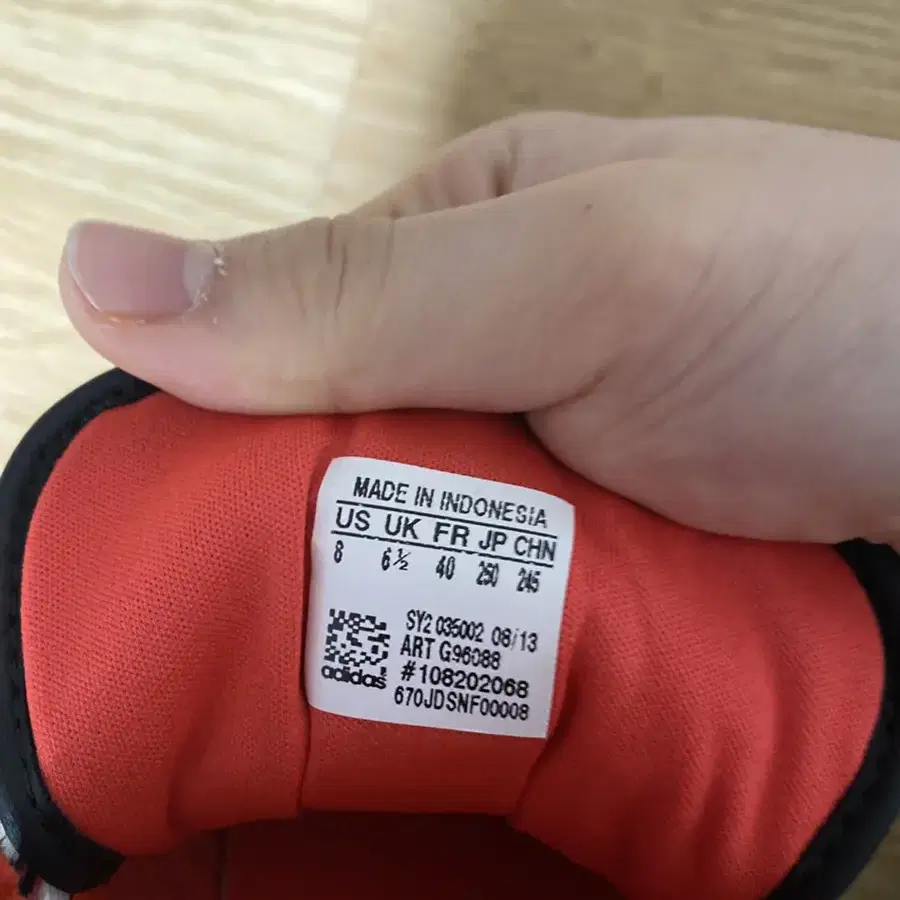 MADE IN INDONESIA
US UK FR JP CHN
8 6½ 40 250 245
SY2 035002 08/13
ART G96088
#108202068
adidas
670JDSNF00008